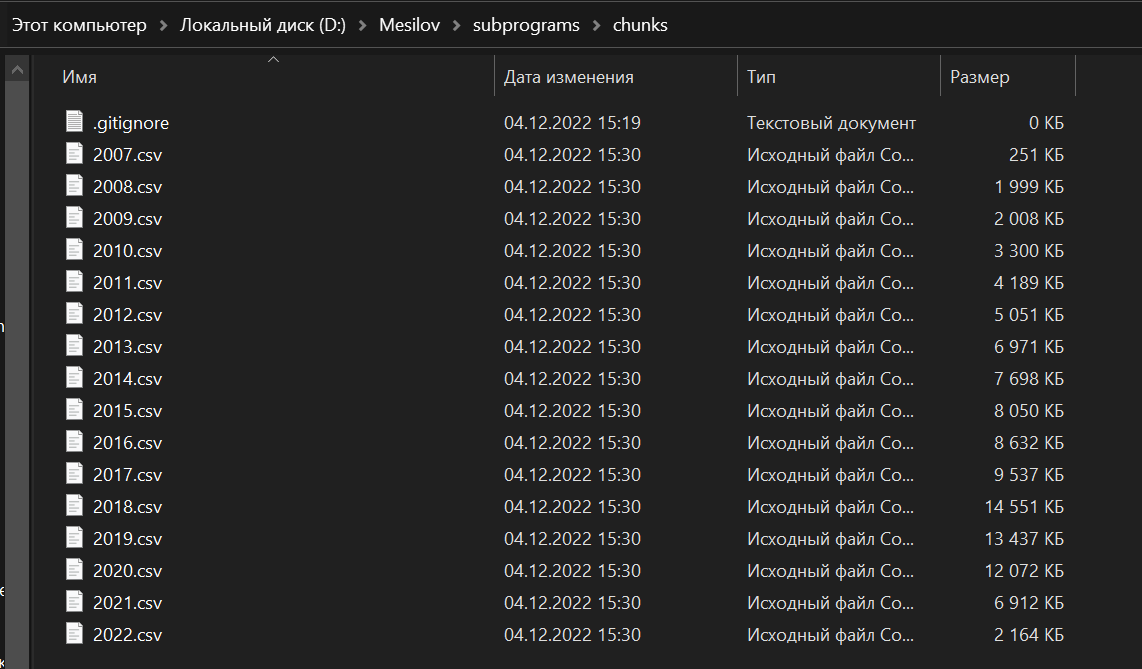 Этот компьютер > Локальный диск (D:) > Mesilov > subprograms > chunks
Имя Дата изменения Тип Размер
.gitignore 04.12.2022 15:19 Текстовый документ 0 КБ
2007.csv 04.12.2022 15:30 Исходный файл Co... 251 КБ
2008.csv 04.12.2022 15:30 Исходный файл Co... 1 999 КБ
2009.csv 04.12.2022 15:30 Исходный файл Co... 2 008 КБ
2010.csv 04.12.2022 15:30 Исходный файл Co... 3 300 КБ
2011.csv 04.12.2022 15:30 Исходный файл Co... 4 189 КБ
2012.csv 04.12.2022 15:30 Исходный файл Co... 5 051 КБ
2013.csv 04.12.2022 15:30 Исходный файл Co... 6 971 КБ
2014.csv 04.12.2022 15:30 Исходный файл Co... 7 698 КБ
2015.csv 04.12.2022 15:30 Исходный файл Co... 8 050 КБ
2016.csv 04.12.2022 15:30 Исходный файл Co... 8 632 КБ
2017.csv 04.12.2022 15:30 Исходный файл Co... 9 537 КБ
2018.csv 04.12.2022 15:30 Исходный файл Co... 14 551 КБ
2019.csv 04.12.2022 15:30 Исходный файл Co... 13 437 КБ
2020.csv 04.12.2022 15:30 Исходный файл Co... 12 072 КБ
2021.csv 04.12.2022 15:30 Исходный файл Co... 6 912 КБ
2022.csv 04.12.2022 15:30 Исходный файл Co... 2 164 КБ